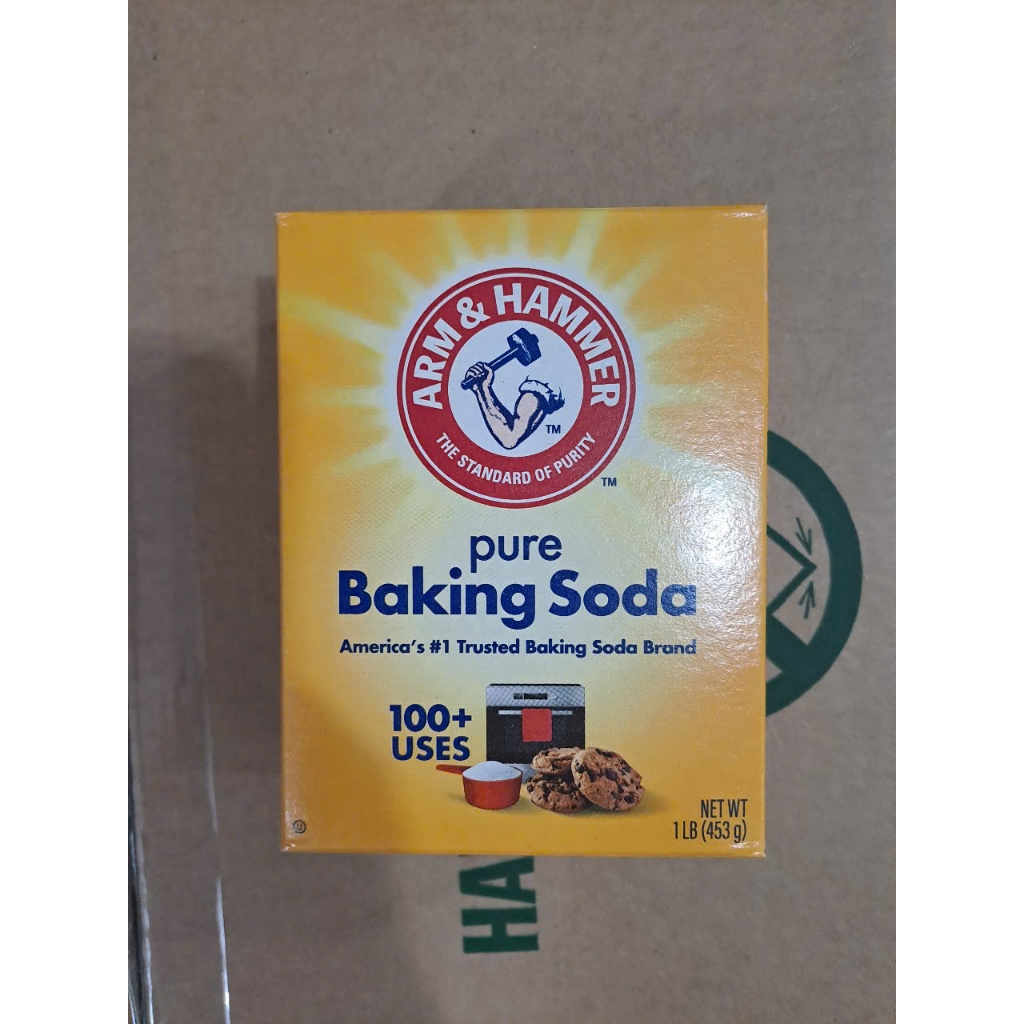 ARM & HAMMER
TM
THE STANDARD OF PURITY
TM
pure
Baking Soda
America's #1 Trusted Baking Soda Brand
100+
USES
NET WT
1 LB (453 g)
U
HA